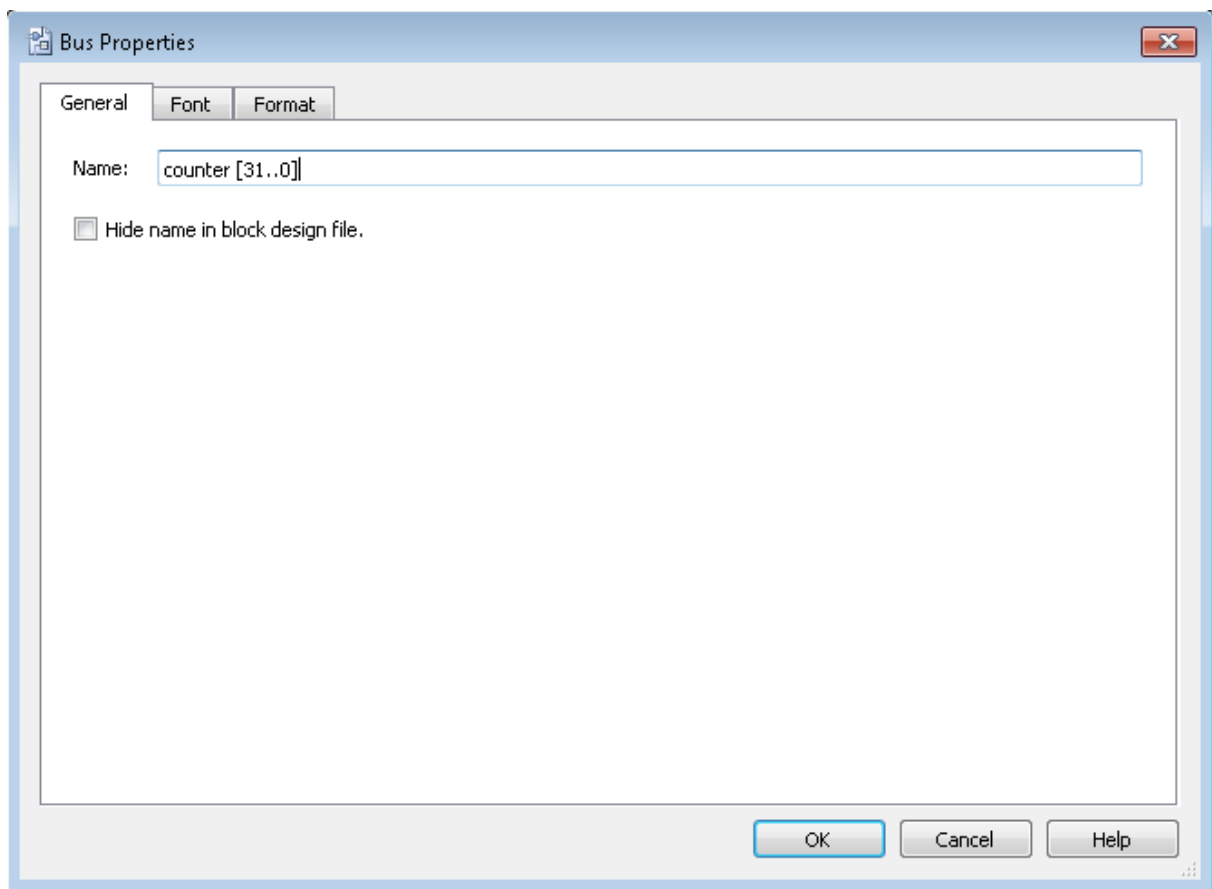 Bus Properties
General Font Format
Name: counter [31..0]
Hide name in block design file.
OK Cancel Help